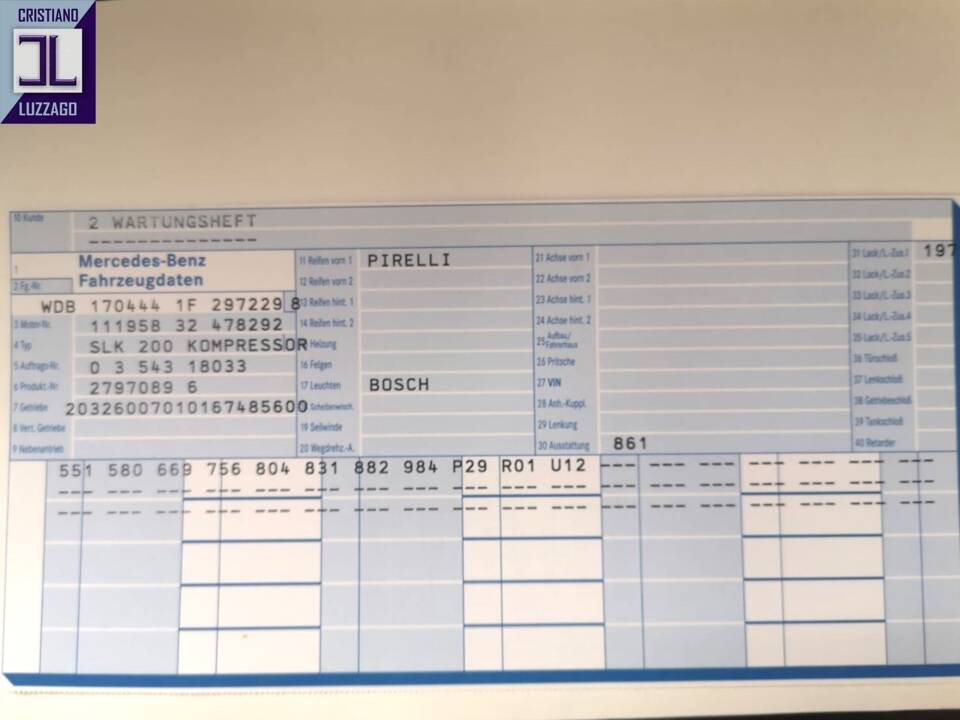 CRISTIANO
LUZZAGO
10 Kunde
2 WARTUNGSHEFT
---------------
1 Mercedes-Benz
Fahrzeugdaten
2 Fg.-Nr.
WDB 170444 1F 297229 8
3 Motor-Nr. 111958 32 478292
4 Typ SLK 200 KOMPRESSOR
5 Auftrags-Nr. 0 3 543 18033
6 Produkt.-Nr. 2797089 6
7 Getriebe 20326007010167485600
8 Vert. Getriebe
9 Nebenantrieb
11 Reifen vorn 1 PIRELLI
12 Reifen vorn 2
13 Reifen hint. 1
14 Reifen hint. 2
Heizung
16 Felgen
17 Leuchten BOSCH
Scheibenwisch.
19 Seilwinde
20 Wegdrehz.-A.
21 Achse vorn 1
22 Achse vorn 2
23 Achse hint. 1
24 Achse hint. 2
25 Aufbau/
Fahrerhaus
26 Pritsche
27 VIN
28 Anh.-Kuppl.
29 Lenkung
30 Ausstattung 861
31 Lack/L.-Zus.1 197
32 Lack/L.-Zus.2
33 Lack/L.-Zus.3
34 Lack/L.-Zus.4
35 Lack/L.-Zus.5
36 Türschloß
37 Lenkschloß
38 Getriebeschloß
39 Tankschloß
40 Retarder
551 580 669 756 804 831 882 984 P29 R01 U12 --- --- --- --- --- --- ---
--- --- --- --- --- --- --- --- --- --- --- --- --- --- --- --- --- ---
--- --- --- --- --- --- --- --- --- --- --- --- --- --- --- --- --- ---